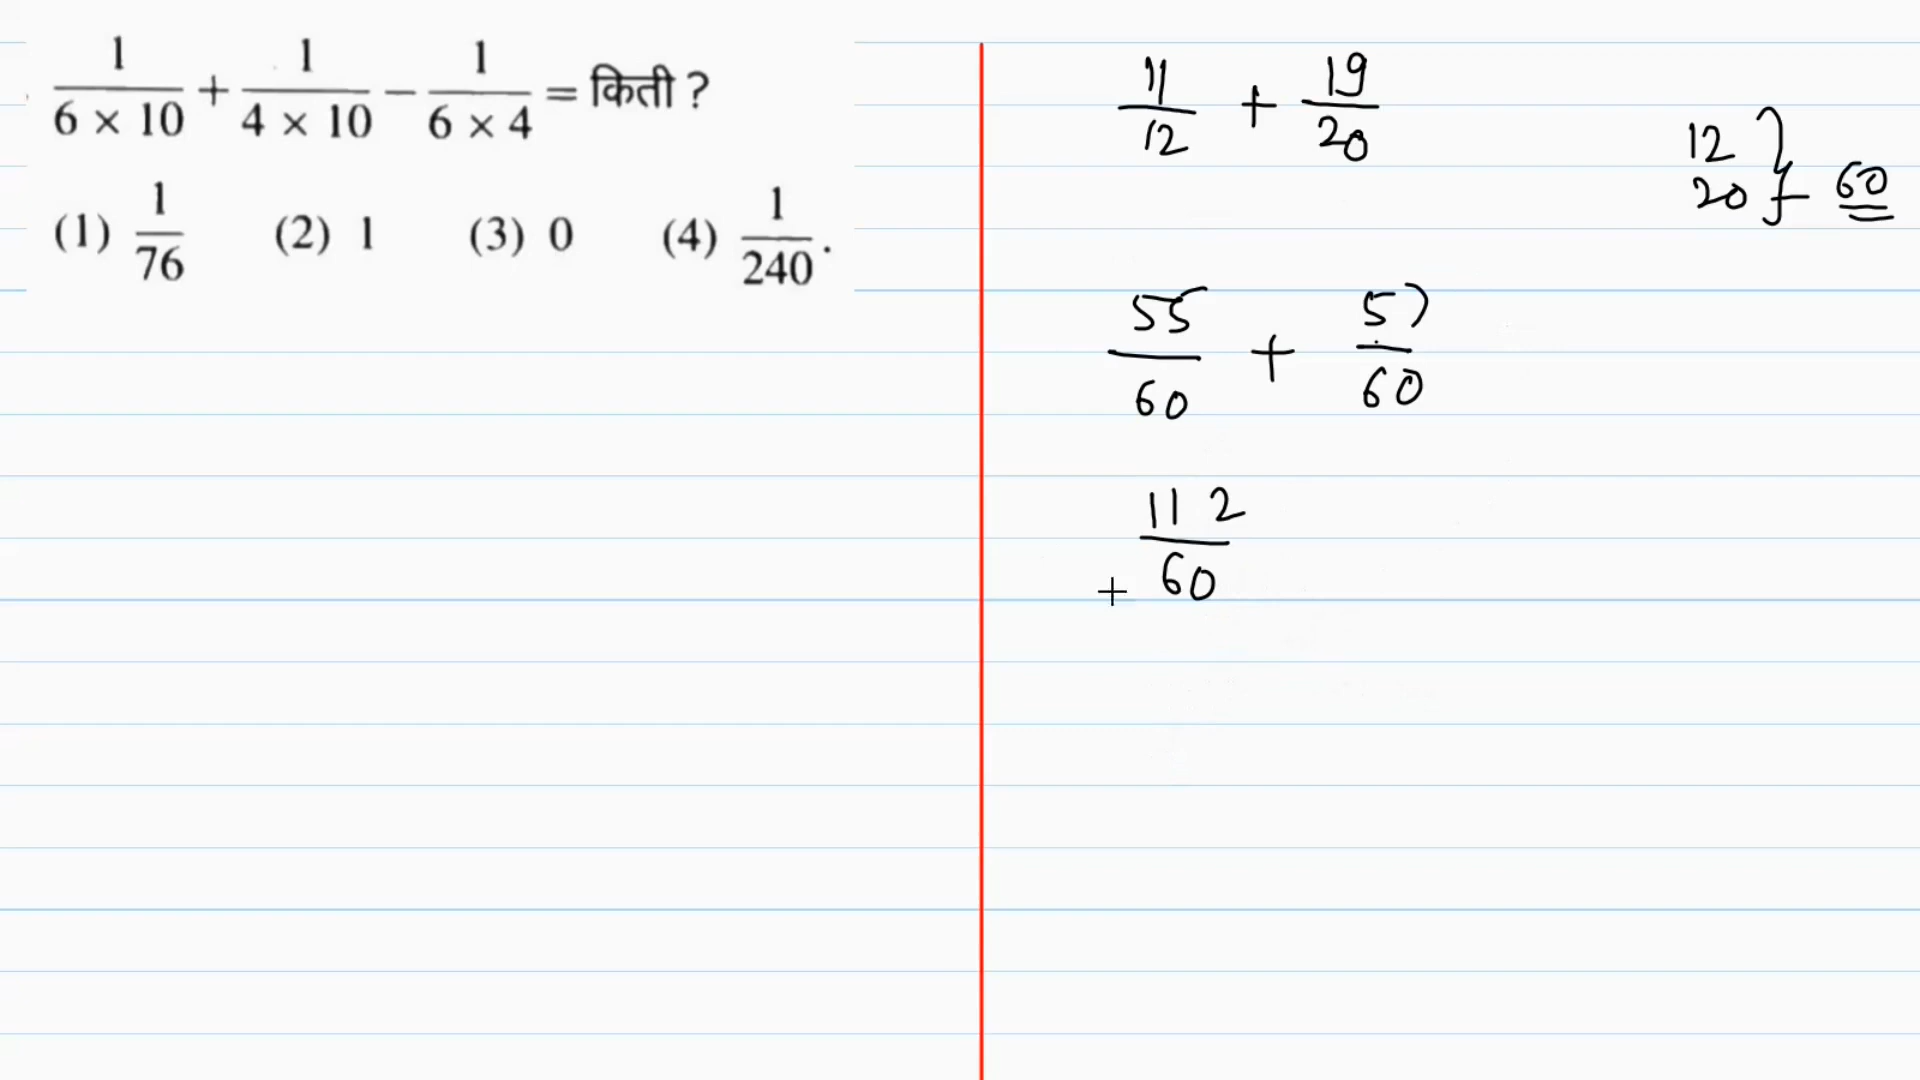 1/(6 × 10) + 1/(4 × 10) − 1/(6 × 4) = किती ?
(1) 1/76 (2) 1 (3) 0 (4) 1/240.
11/12 + 19/20
12
20 } 60
55/60 + 57/60
112/60